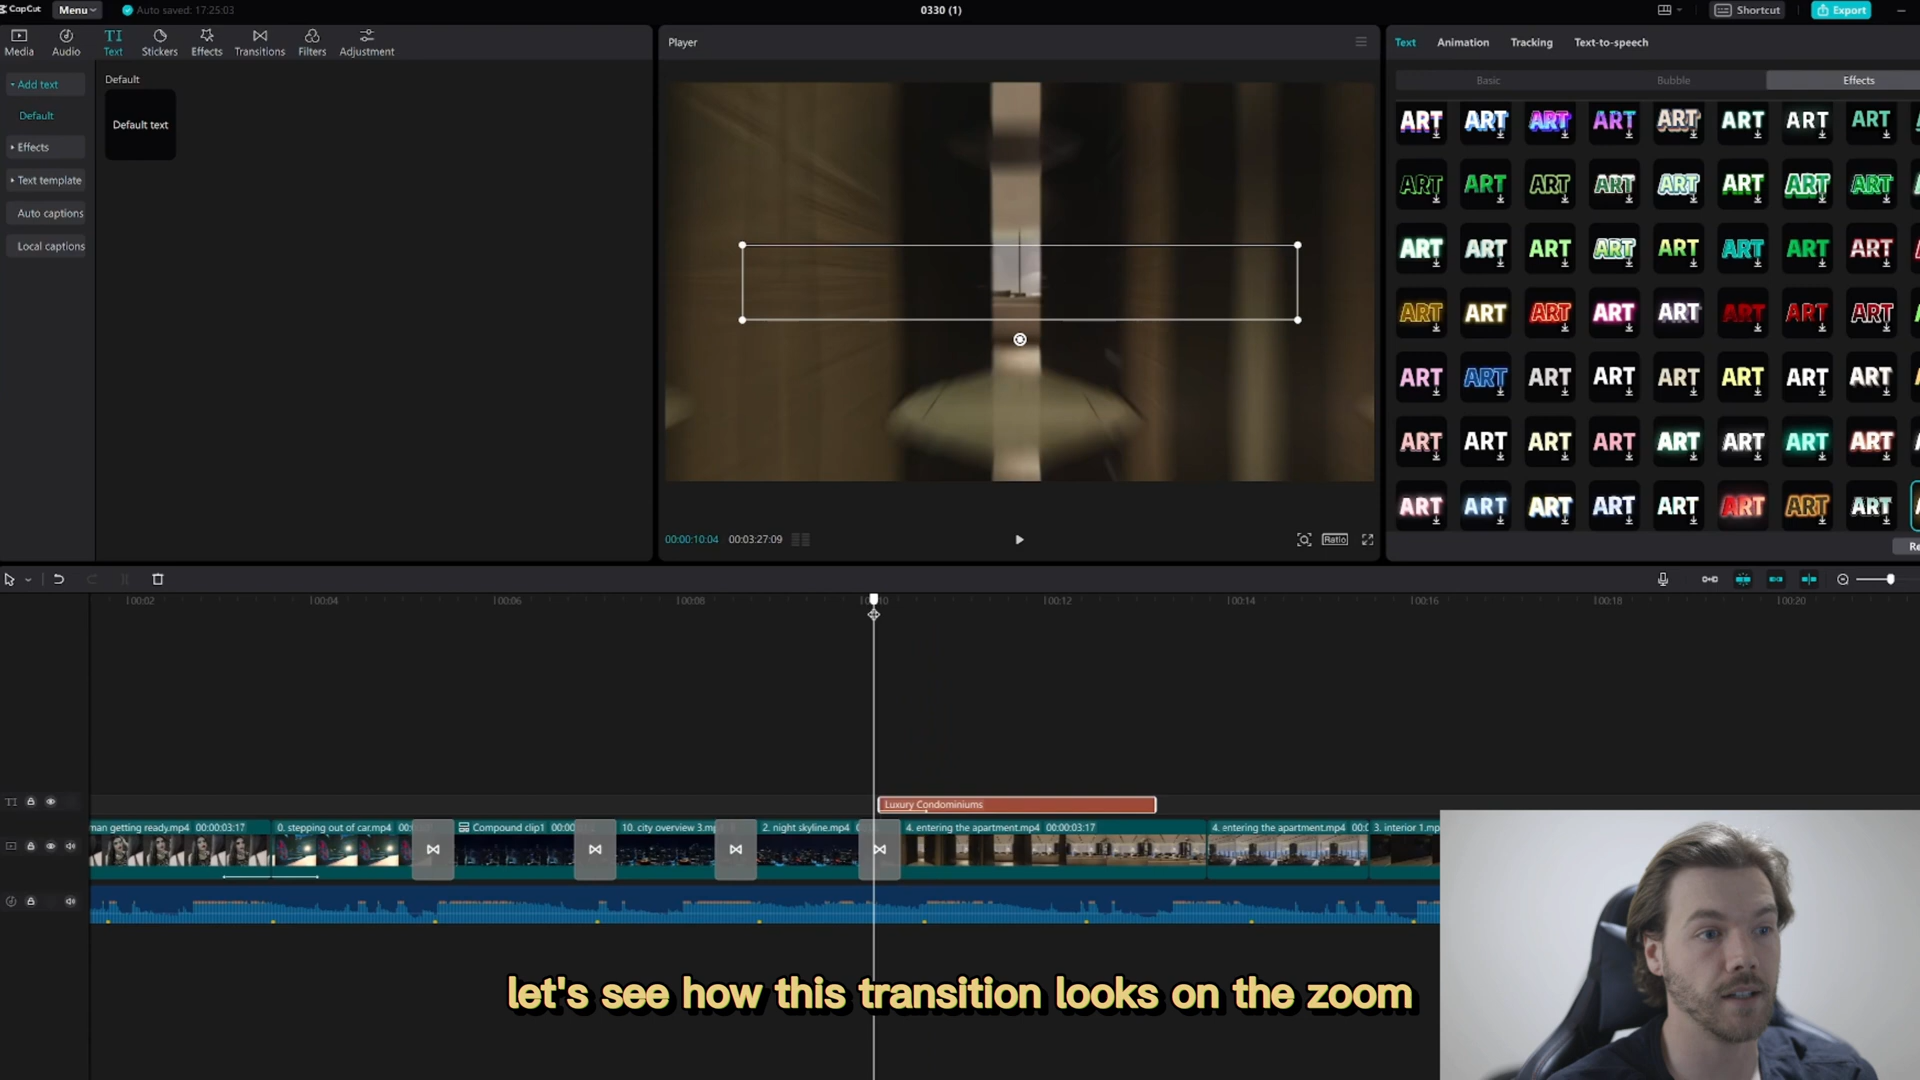 CapCut
Menu
Auto saved: 17:25:03
0330 (1)
Shortcut
Export
Media
Audio
TI
Text
Stickers
Effects
Transitions
Filters
Adjustment
Add text
Default
Effects
Text template
Auto captions
Local captions
Default
Default text
Player
00:00:10:04
00:03:27:09
Ratio
Text
Animation
Tracking
Text-to-speech
Basic
Bubble
Effects
ART ART ART ART ART ART ART ART
ART ART ART ART ART ART ART ART
ART ART ART ART ART ART ART ART
ART ART ART ART ART ART ART ART
ART ART ART ART ART ART ART ART
ART ART ART ART ART ART ART ART
ART ART ART ART ART ART ART ART
00:02
00:04
00:06
00:08
00:12
00:14
00:16
00:18
00:20
TI
Luxury Condominiums
man getting ready.mp4 00:00:03:17
0. stepping out of car.mp4
Compound clip1
10. city overview 3.mp
2. night skyline.mp4
4. entering the apartment.mp4 00:00:03:17
4. entering the apartment.mp4
3. interior 1.mp
let's see how this transition looks on the zoom